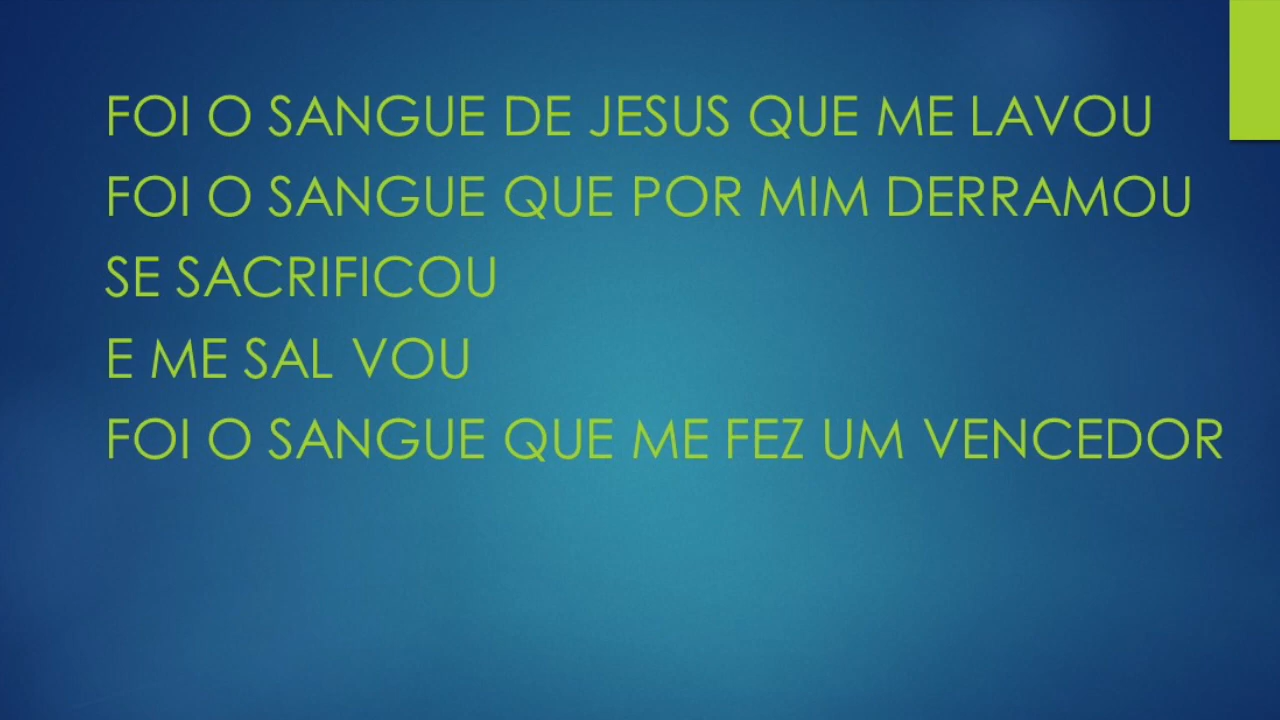 FOI O SANGUE DE JESUS QUE ME LAVOU
FOI O SANGUE QUE POR MIM DERRAMOU
SE SACRIFICOU
E ME SAL VOU
FOI O SANGUE QUE ME FEZ UM VENCEDOR